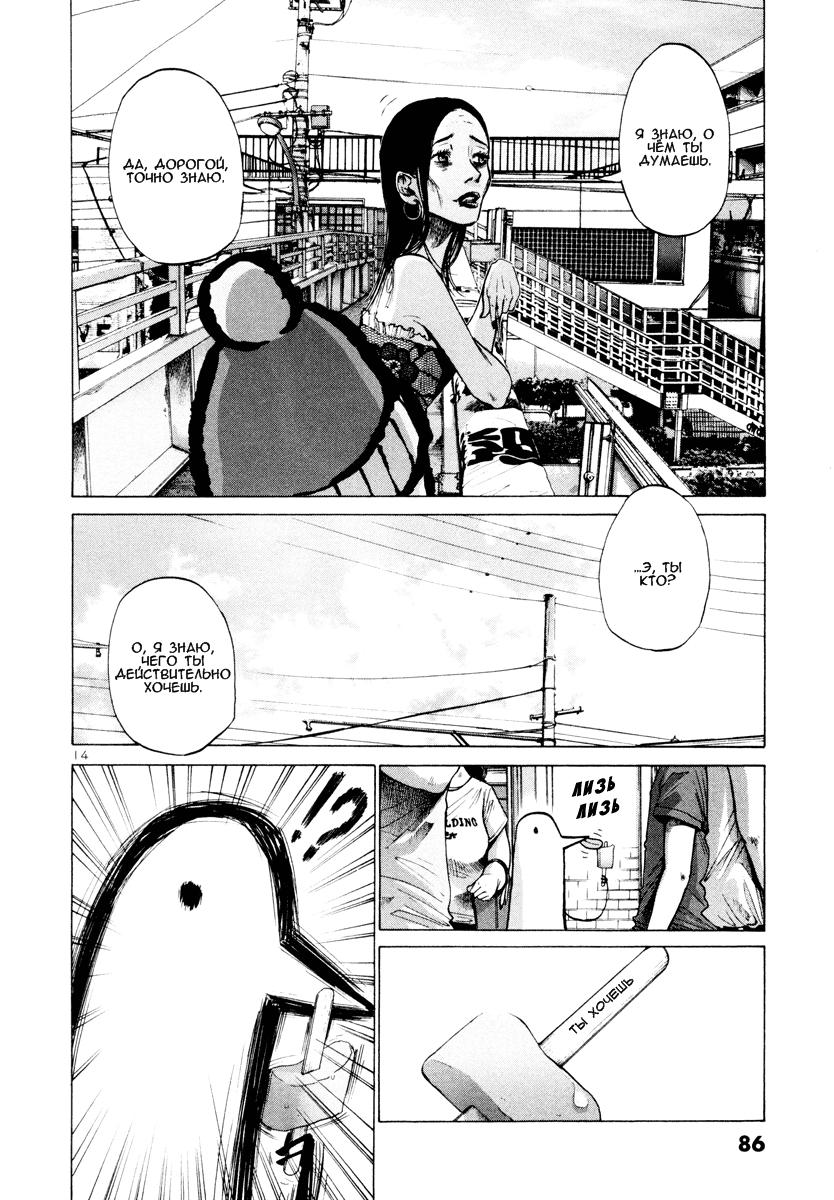 Я ЗНАЮ, О
ЧЁМ ТЫ
ДУМАЕШЬ.
ДА, ДОРОГОЙ,
ТОЧНО ЗНАЮ.
...Э, ТЫ
КТО?
О, Я ЗНАЮ,
ЧЕГО ТЫ
ДЕЙСТВИТЕЛЬНО
ХОЧЕШЬ.
14
ЛИЗЬ
ЛИЗЬ
LDINO
!?
ТЫ ХОЧЕШЬ
86